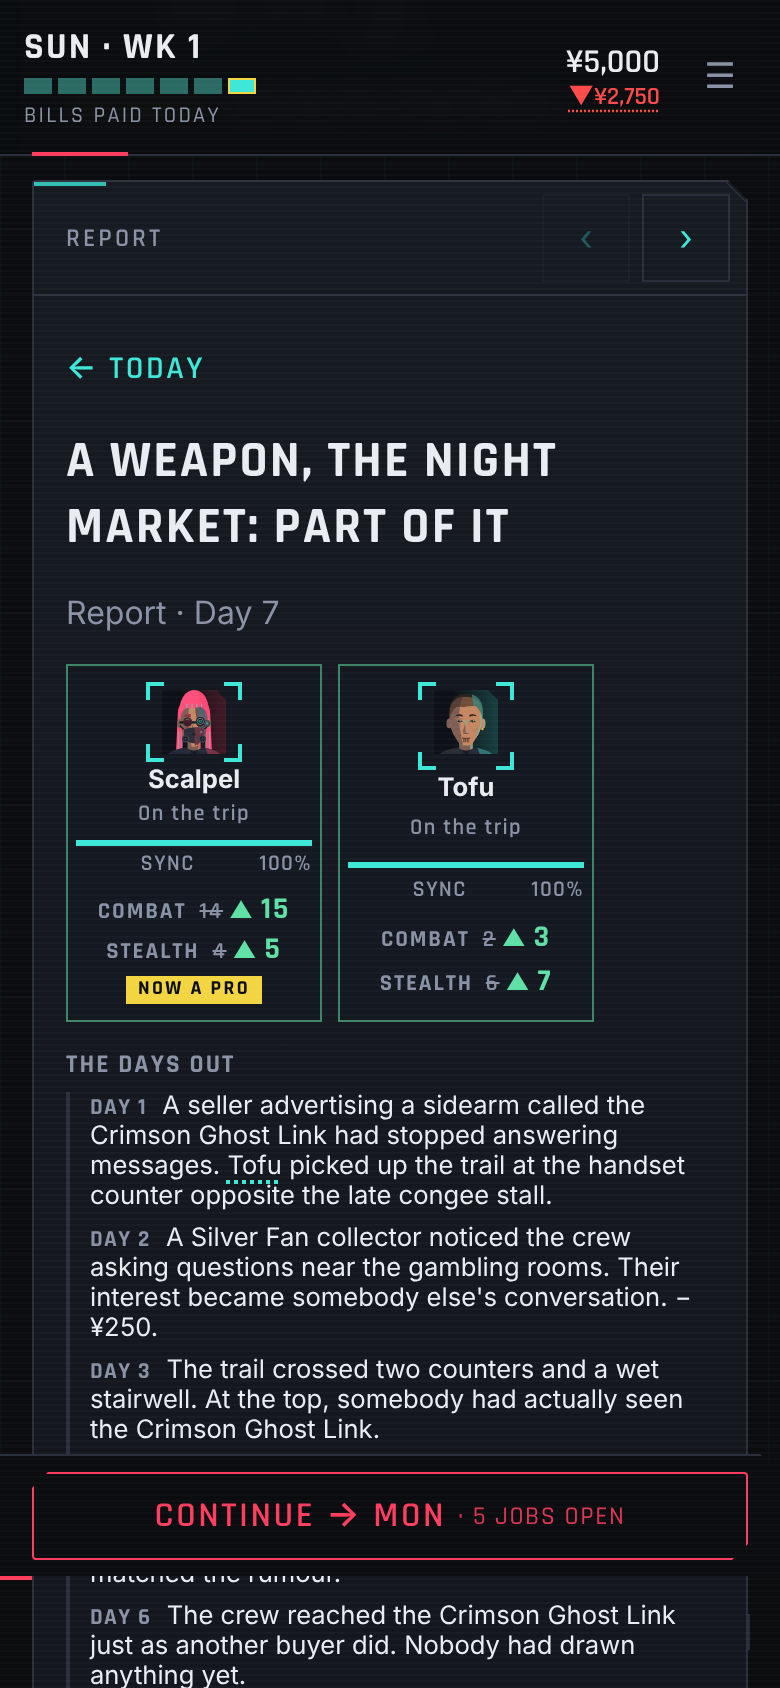 SUN · WK 1
BILLS PAID TODAY
¥5,000
▼¥2,750
REPORT
← TODAY
A WEAPON, THE NIGHT
MARKET: PART OF IT
Report · Day 7
Scalpel
On the trip
SYNC 100%
COMBAT 14 ▲ 15
STEALTH 4 ▲ 5
NOW A PRO
Tofu
On the trip
SYNC 100%
COMBAT 2 ▲ 3
STEALTH 6 ▲ 7
THE DAYS OUT
DAY 1 A seller advertising a sidearm called the
Crimson Ghost Link had stopped answering
messages. Tofu picked up the trail at the handset
counter opposite the late congee stall.
DAY 2 A Silver Fan collector noticed the crew
asking questions near the gambling rooms. Their
interest became somebody else's conversation. –
¥250.
DAY 3 The trail crossed two counters and a wet
stairwell. At the top, somebody had actually seen
the Crimson Ghost Link.
CONTINUE → MON · 5 JOBS OPEN
matched the rumour.
DAY 6 The crew reached the Crimson Ghost Link
just as another buyer did. Nobody had drawn
anything yet.